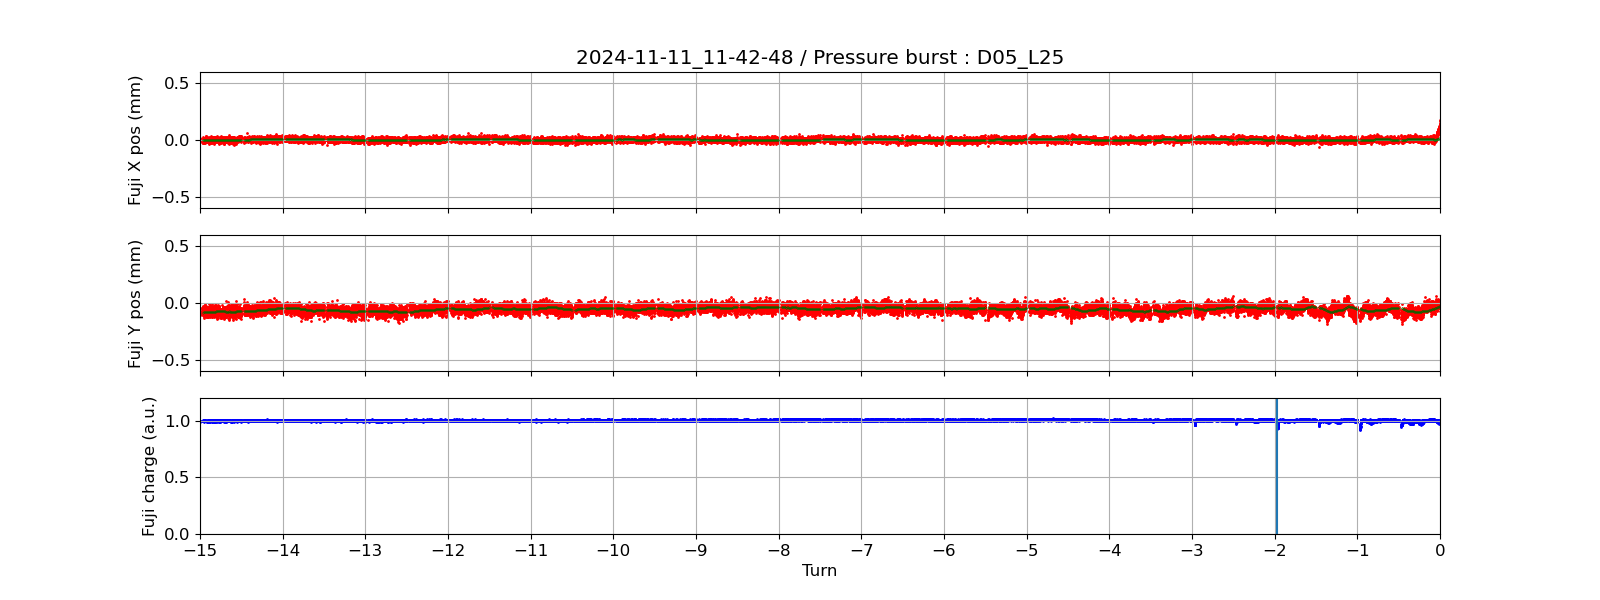 2024-11-11_11-42-48 / Pressure burst : D05_L25
Fuji X pos (mm)
0.5
0.0
−0.5
Fuji Y pos (mm)
0.5
0.0
−0.5
Fuji charge (a.u.)
1.0
0.5
0.0
−15 −14 −13 −12 −11 −10 −9 −8 −7 −6 −5 −4 −3 −2 −1 0
Turn